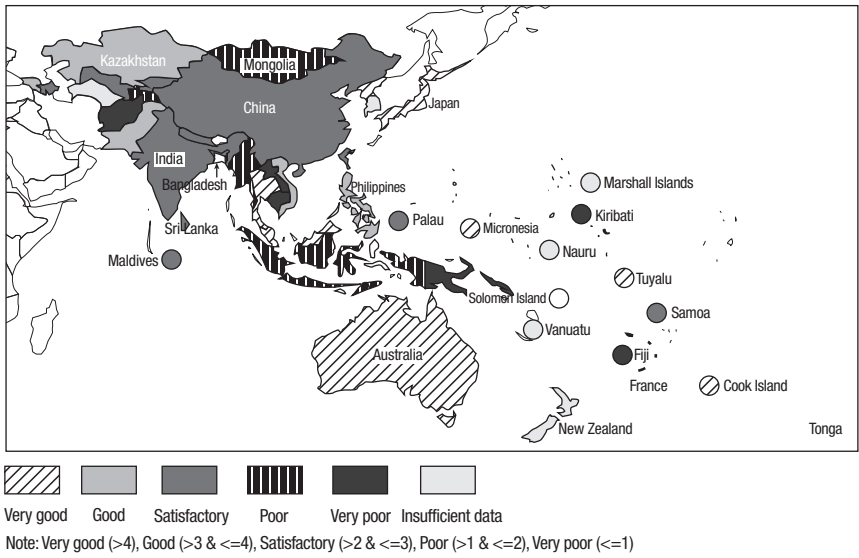 Kazakhstan
Mongolia
China
Japan
India
Bangladesh
Philippines
Marshall Islands
Kiribati
Palau
Micronesia
Sri Lanka
Maldives
Nauru
Tuyalu
Solomon Island
Samoa
Vanuatu
Australia
Fiji
France
Cook Island
New Zealand
Tonga
Very good
Good
Satisfactory
Poor
Very poor
Insufficient data
Note: Very good (>4), Good (>3 & <=4), Satisfactory (>2 & <=3), Poor (>1 & <=2), Very poor (<=1)